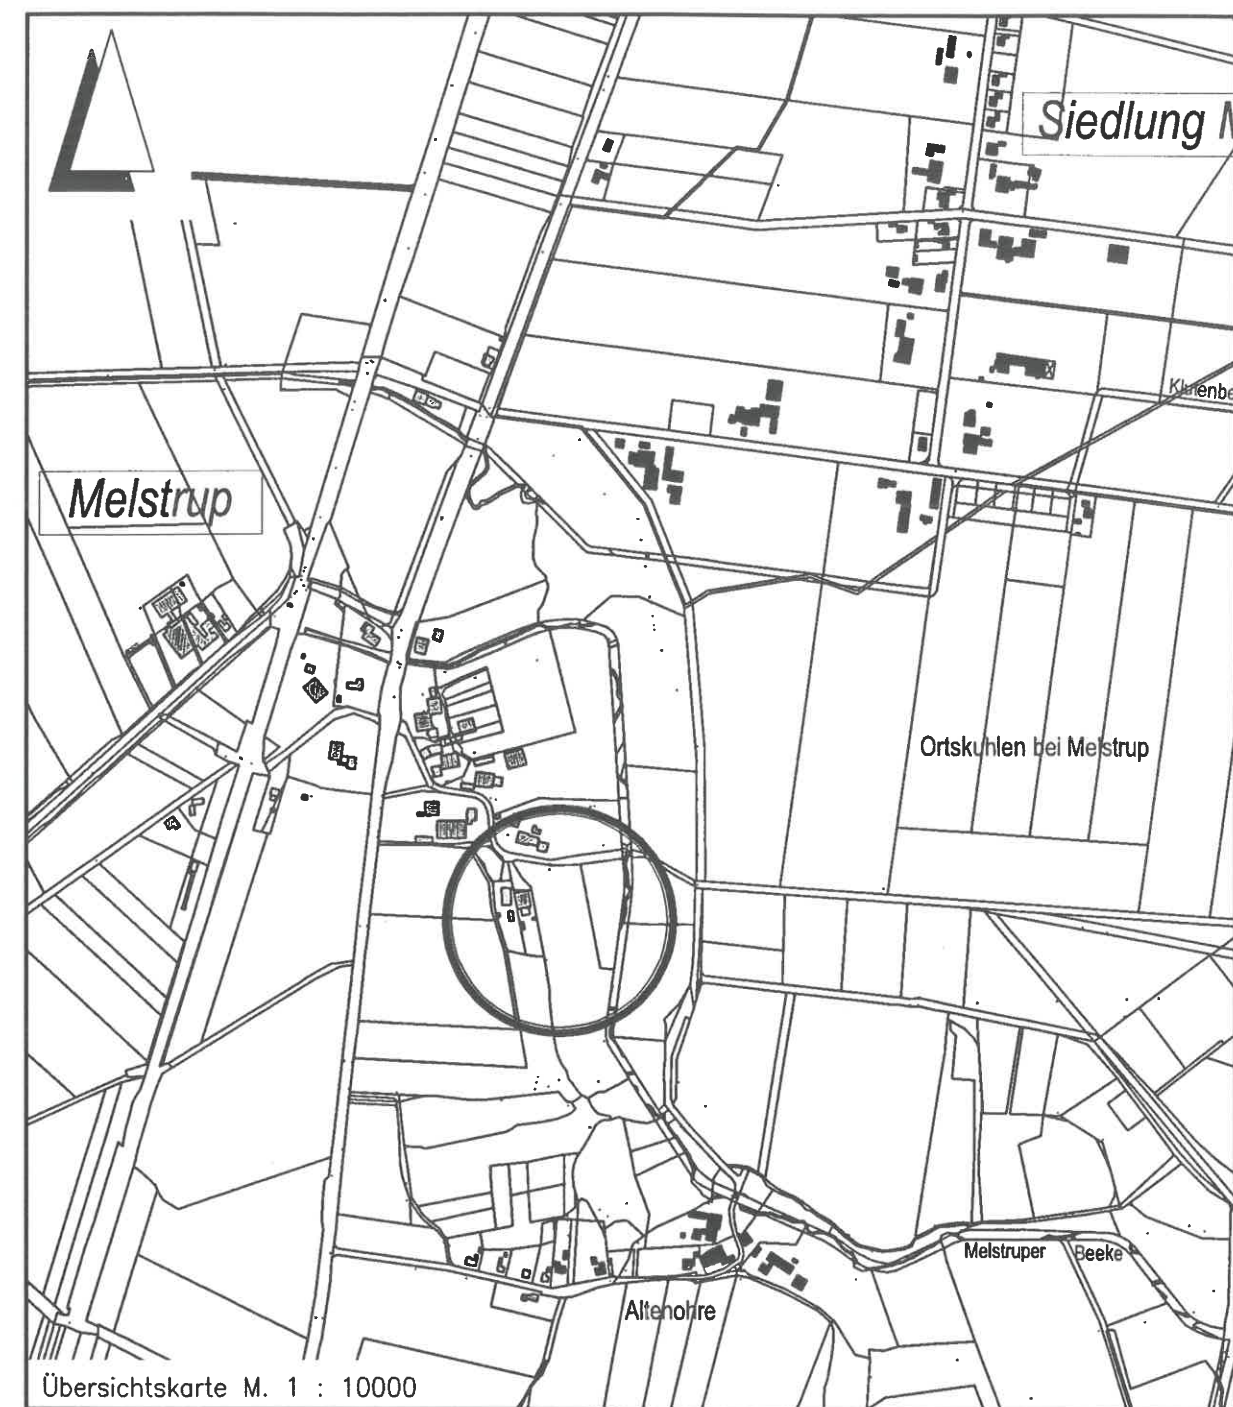 Siedlung
Melstrup
Ortskuhlen bei Melstrup
Melstruper Beeke
Altenohre
Übersichtskarte M. 1 : 10000